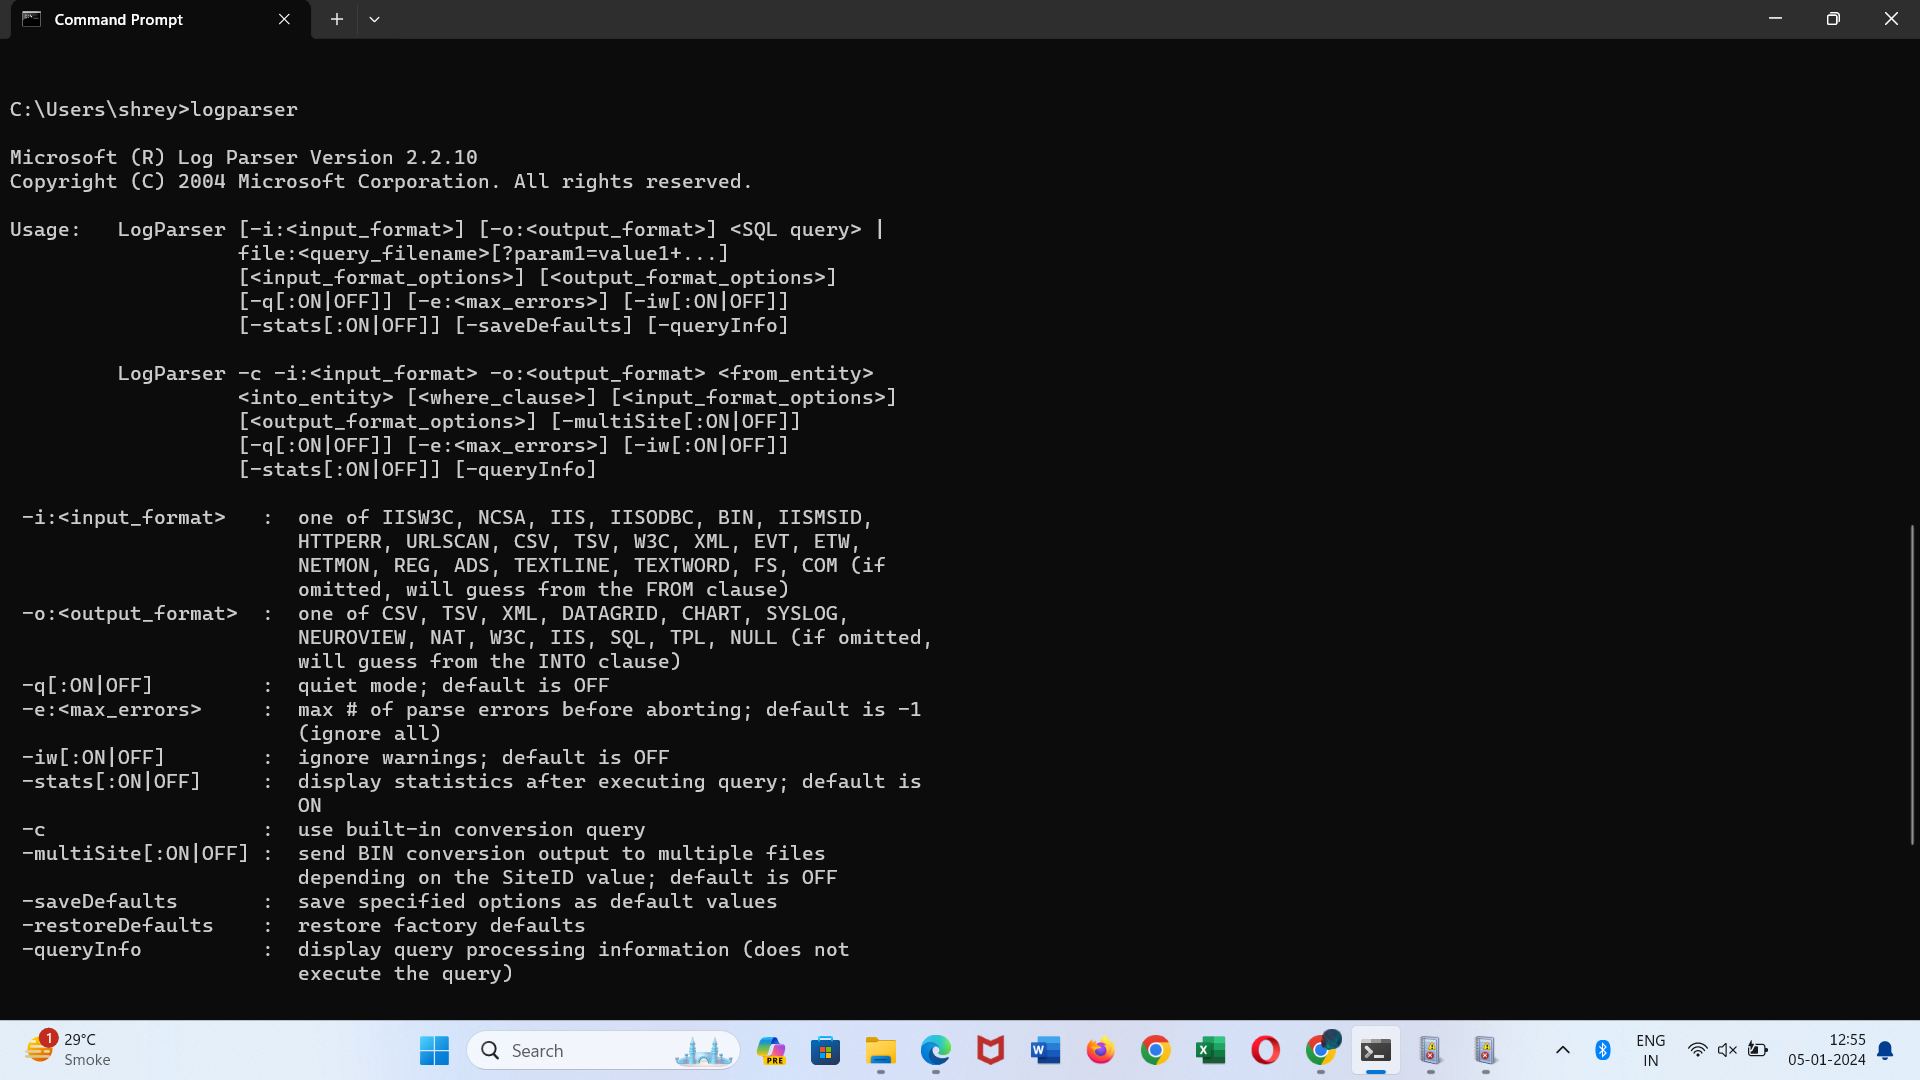 Command Prompt
C:\Users\shrey>logparser
Microsoft (R) Log Parser Version 2.2.10
Copyright (C) 2004 Microsoft Corporation. All rights reserved.
Usage:   LogParser [-i:<input_format>] [-o:<output_format>] <SQL query> |
                   file:<query_filename>[?param1=value1+...]
                   [<input_format_options>] [<output_format_options>]
                   [-q[:ON|OFF]] [-e:<max_errors>] [-iw[:ON|OFF]]
                   [-stats[:ON|OFF]] [-saveDefaults] [-queryInfo]
         LogParser -c -i:<input_format> -o:<output_format> <from_entity>
                   <into_entity> [<where_clause>] [<input_format_options>]
                   [<output_format_options>] [-multiSite[:ON|OFF]]
                   [-q[:ON|OFF]] [-e:<max_errors>] [-iw[:ON|OFF]]
                   [-stats[:ON|OFF]] [-queryInfo]
 -i:<input_format>   :  one of IISW3C, NCSA, IIS, IISODBC, BIN, IISMSID,
                        HTTPERR, URLSCAN, CSV, TSV, W3C, XML, EVT, ETW,
                        NETMON, REG, ADS, TEXTLINE, TEXTWORD, FS, COM (if
                        omitted, will guess from the FROM clause)
 -o:<output_format>  :  one of CSV, TSV, XML, DATAGRID, CHART, SYSLOG,
                        NEUROVIEW, NAT, W3C, IIS, SQL, TPL, NULL (if omitted,
                        will guess from the INTO clause)
 -q[:ON|OFF]         :  quiet mode; default is OFF
 -e:<max_errors>     :  max # of parse errors before aborting; default is -1
                        (ignore all)
 -iw[:ON|OFF]        :  ignore warnings; default is OFF
 -stats[:ON|OFF]     :  display statistics after executing query; default is
                        ON
 -c                  :  use built-in conversion query
 -multiSite[:ON|OFF] :  send BIN conversion output to multiple files
                        depending on the SiteID value; default is OFF
 -saveDefaults       :  save specified options as default values
 -restoreDefaults    :  restore factory defaults
 -queryInfo          :  display query processing information (does not
                        execute the query)
1
29°C
Smoke
Search
PRE
ENG
IN
12:55
05-01-2024